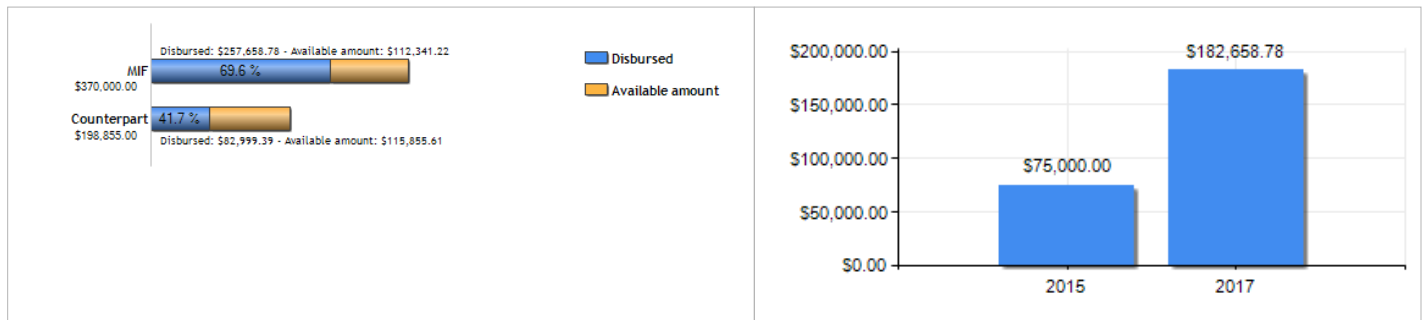 Disbursed: $257,658.78 - Available amount: $112,341.22
MIF
$370,000.00
69.6 %
Counterpart
$198,855.00
41.7 %
Disbursed: $82,999.39 - Available amount: $115,855.61
Disbursed
Available amount
$200,000.00
$150,000.00
$100,000.00
$50,000.00
$0.00
$75,000.00
$182,658.78
2015
2017